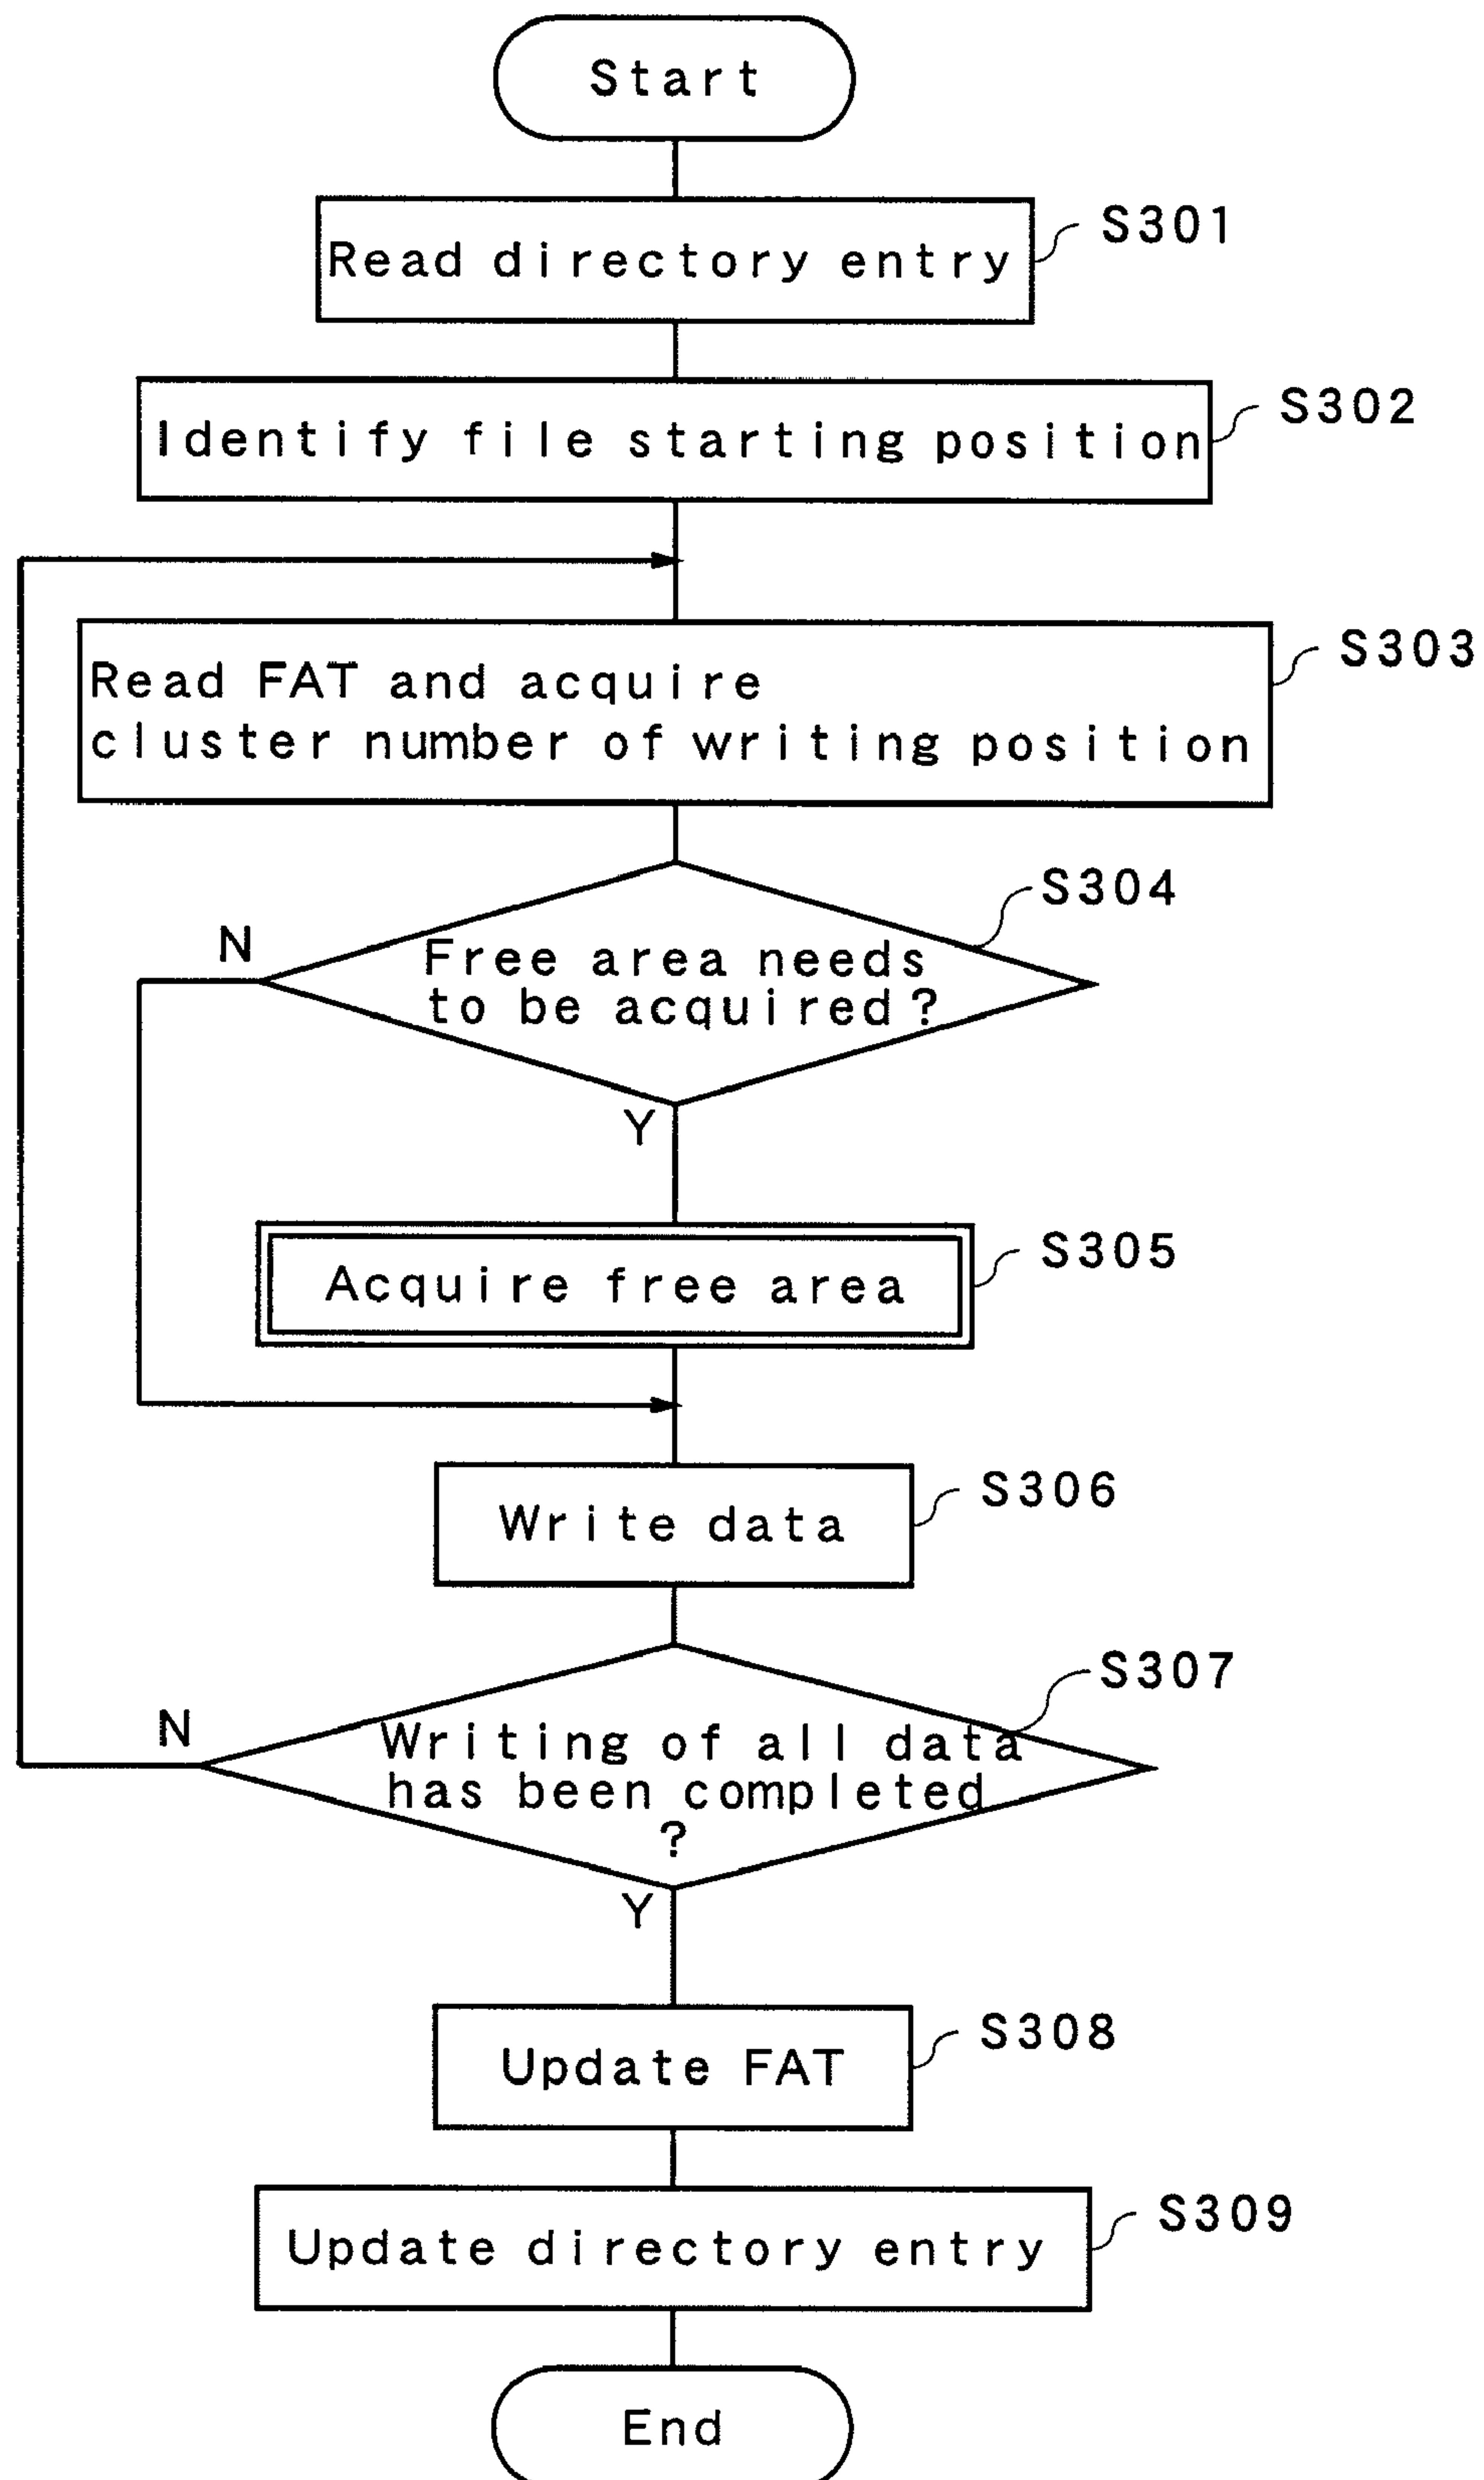 Start
Read directory entry
S301
Identify file starting position
S302
Read FAT and acquire
cluster number of writing position
S303
S304
N
Free area needs
to be acquired?
Y
Acquire free area
S305
Write data
S306
S307
N
Writing of all data
has been completed
?
Y
Update FAT
S308
Update directory entry
S309
End